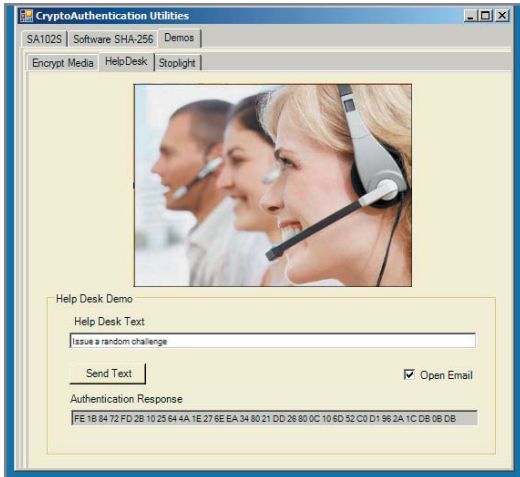 CryptoAuthentication Utilities
SA102S Software SHA-256 Demos
Encrypt Media HelpDesk Stoplight
Help Desk Demo
Help Desk Text
Issue a random challenge
Send Text Open Email
Authentication Response
FE 1B 84 72 FD 2B 10 25 64 4A 1E 27 6E EA 34 80 21 DD 26 80 0C 10 6D 52 C0 D1 96 2A 1C DB 0B DB